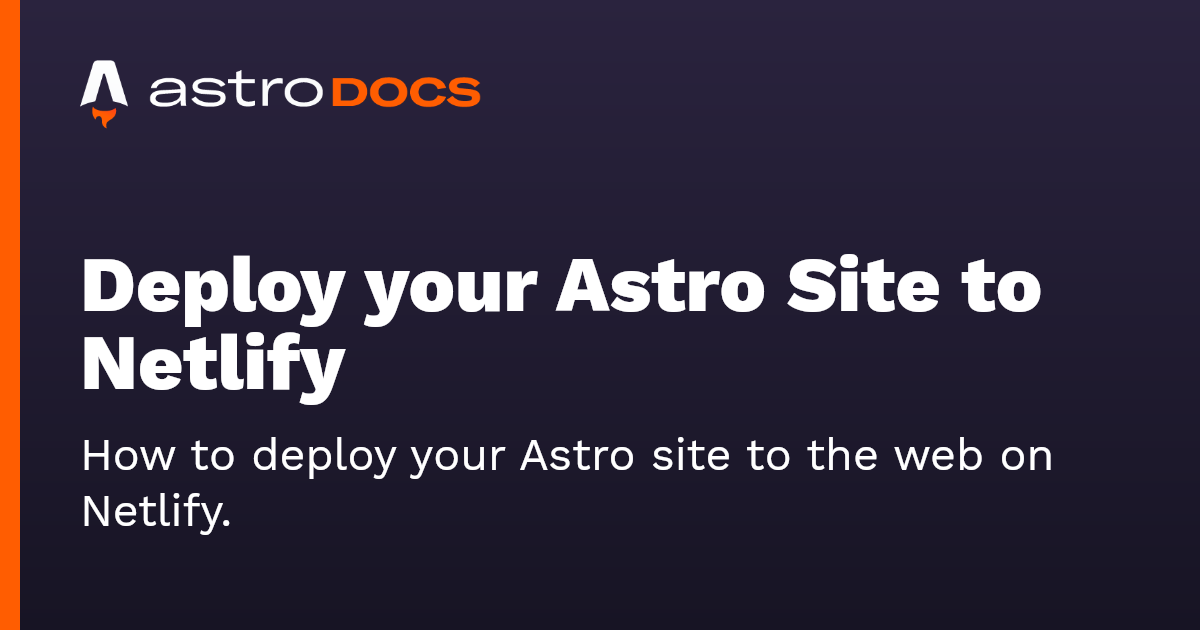 astro DOCS
Deploy your Astro Site to
Netlify
How to deploy your Astro site to the web on
Netlify.